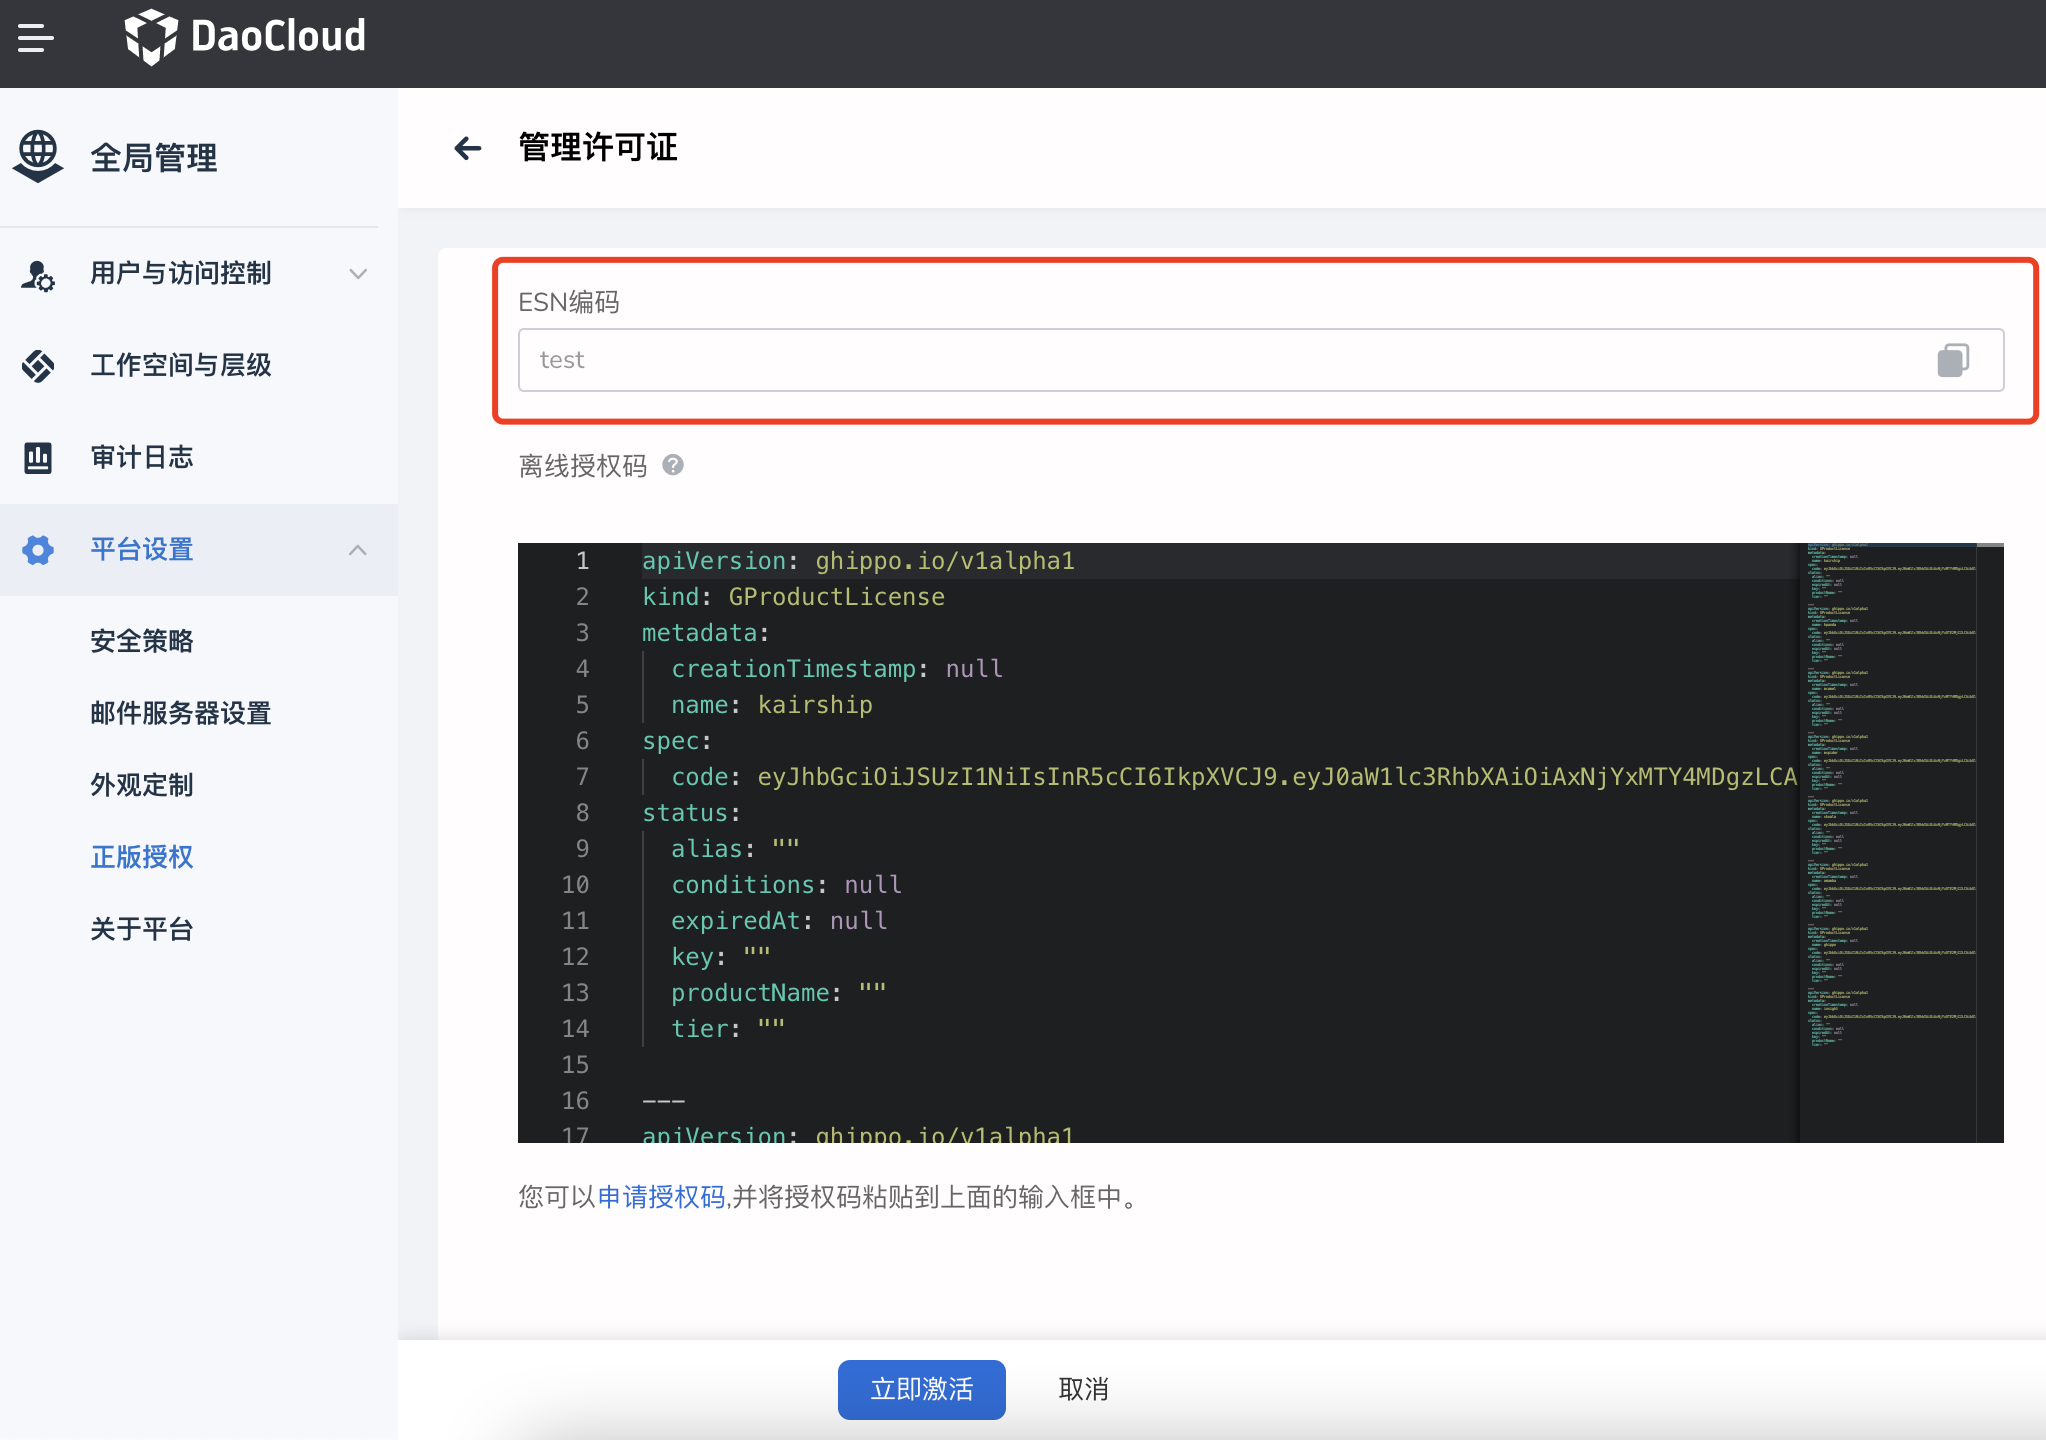 DaoCloud
全局管理
用户与访问控制
工作空间与层级
审计日志
平台设置
安全策略
邮件服务器设置
外观定制
正版授权
关于平台
管理许可证
ESN编码
test
离线授权码
1 apiVersion: ghippo.io/v1alpha1
2 kind: GProductLicense
3 metadata:
4 creationTimestamp: null
5 name: kairship
6 spec:
7 code: eyJhbGciOiJSUzI1NiIsInR5cCI6IkpXVCJ9.eyJ0aW1lc3RhbXAiOiAxNjYxMTY4MDgzLCA
8 status:
9 alias: ""
10 conditions: null
11 expiredAt: null
12 key: ""
13 productName: ""
14 tier: ""
15
16 ---
17 apiVersion: ghippo.io/v1alpha1
您可以申请授权码,并将授权码粘贴到上面的输入框中。
立即激活
取消